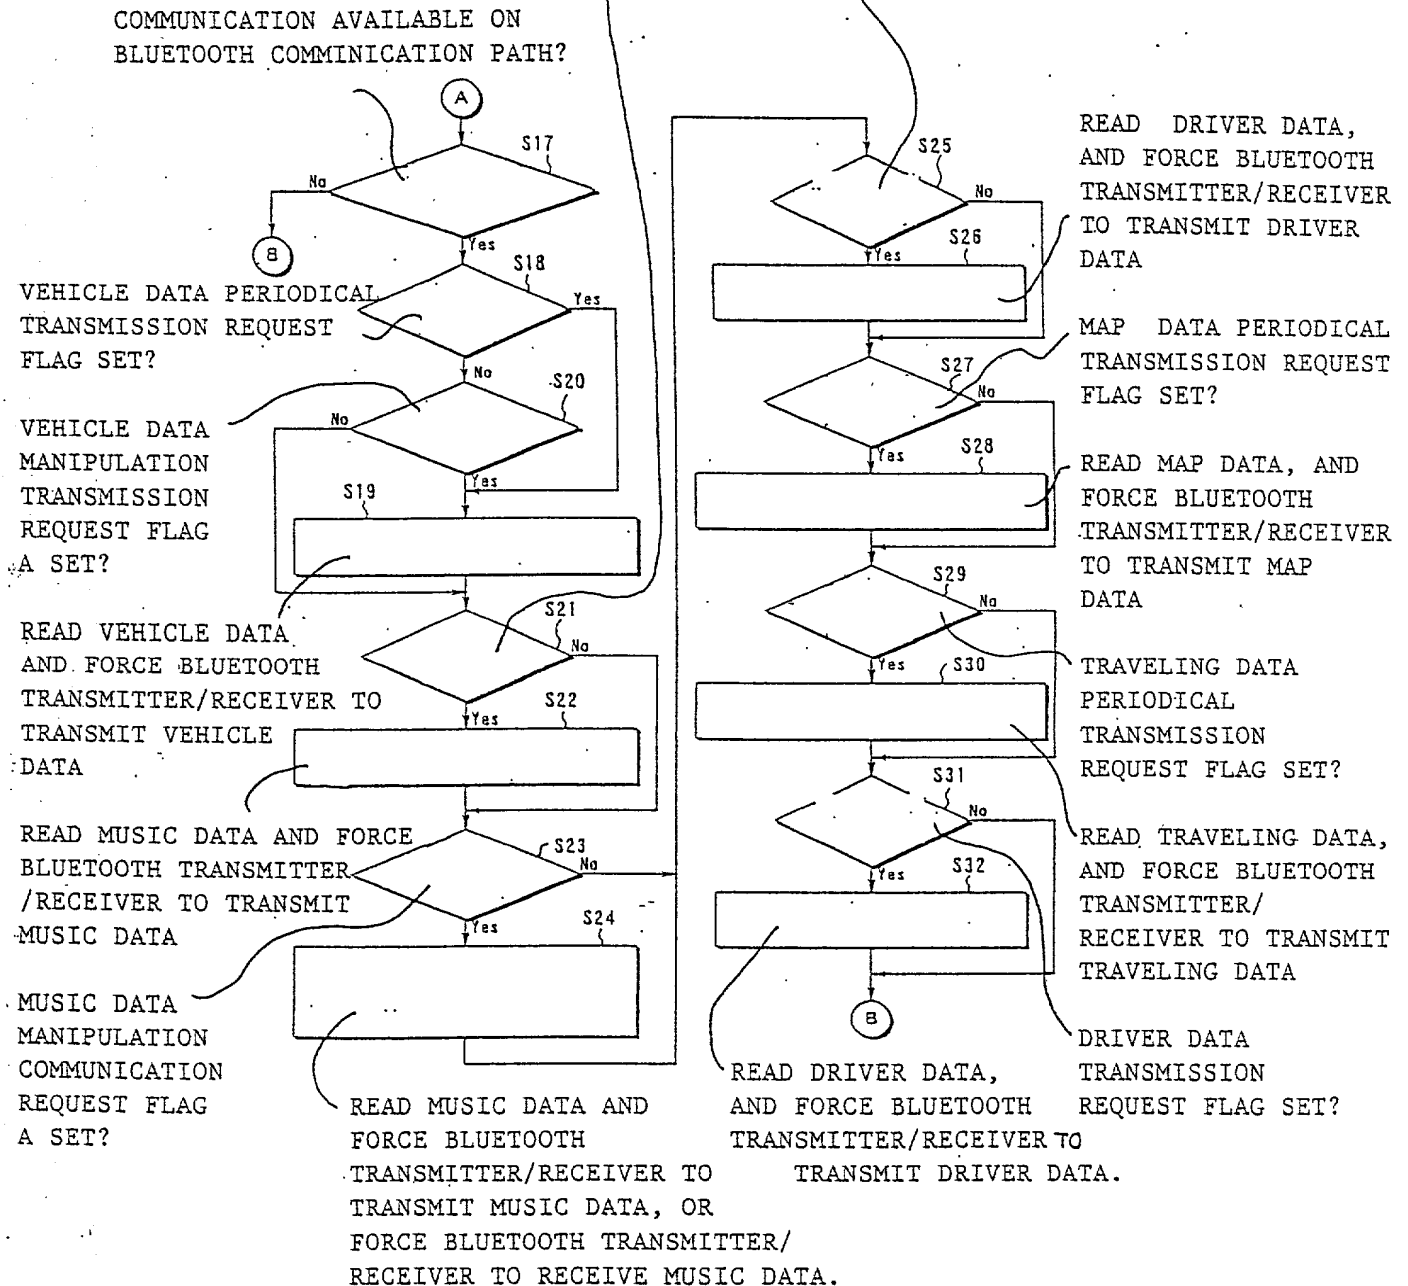 COMMUNICATION AVAILABLE ON
BLUETOOTH COMMINICATION PATH?
A
S17
No
Yes
B
S18
Yes
No
VEHICLE DATA PERIODICAL
TRANSMISSION REQUEST
FLAG SET?
S20
No
Yes
VEHICLE DATA
MANIPULATION
TRANSMISSION
REQUEST FLAG
A SET?
S19
READ VEHICLE DATA
AND FORCE BLUETOOTH
TRANSMITTER/RECEIVER TO
TRANSMIT VEHICLE
DATA
S21
No
Yes
S22
READ MUSIC DATA AND FORCE
BLUETOOTH TRANSMITTER
/RECEIVER TO TRANSMIT
MUSIC DATA
S23
No
Yes
S24
MUSIC DATA
MANIPULATION
COMMUNICATION
REQUEST FLAG
A SET?
READ MUSIC DATA AND
FORCE BLUETOOTH
TRANSMITTER/RECEIVER TO
TRANSMIT MUSIC DATA, OR
FORCE BLUETOOTH TRANSMITTER/
RECEIVER TO RECEIVE MUSIC DATA.
S25
No
Yes
S26
READ DRIVER DATA,
AND FORCE BLUETOOTH
TRANSMITTER/RECEIVER
TO TRANSMIT DRIVER
DATA
S27
No
Yes
MAP DATA PERIODICAL
TRANSMISSION REQUEST
FLAG SET?
S28
READ MAP DATA, AND
FORCE BLUETOOTH
TRANSMITTER/RECEIVER
TO TRANSMIT MAP
DATA
S29
No
Yes
S30
TRAVELING DATA
PERIODICAL
TRANSMISSION
REQUEST FLAG SET?
S31
No
Yes
S32
READ TRAVELING DATA,
AND FORCE BLUETOOTH
TRANSMITTER/
RECEIVER TO TRANSMIT
TRAVELING DATA
B
DRIVER DATA
TRANSMISSION
REQUEST FLAG SET?
READ DRIVER DATA,
AND FORCE BLUETOOTH
TRANSMITTER/RECEIVER TO
TRANSMIT DRIVER DATA.